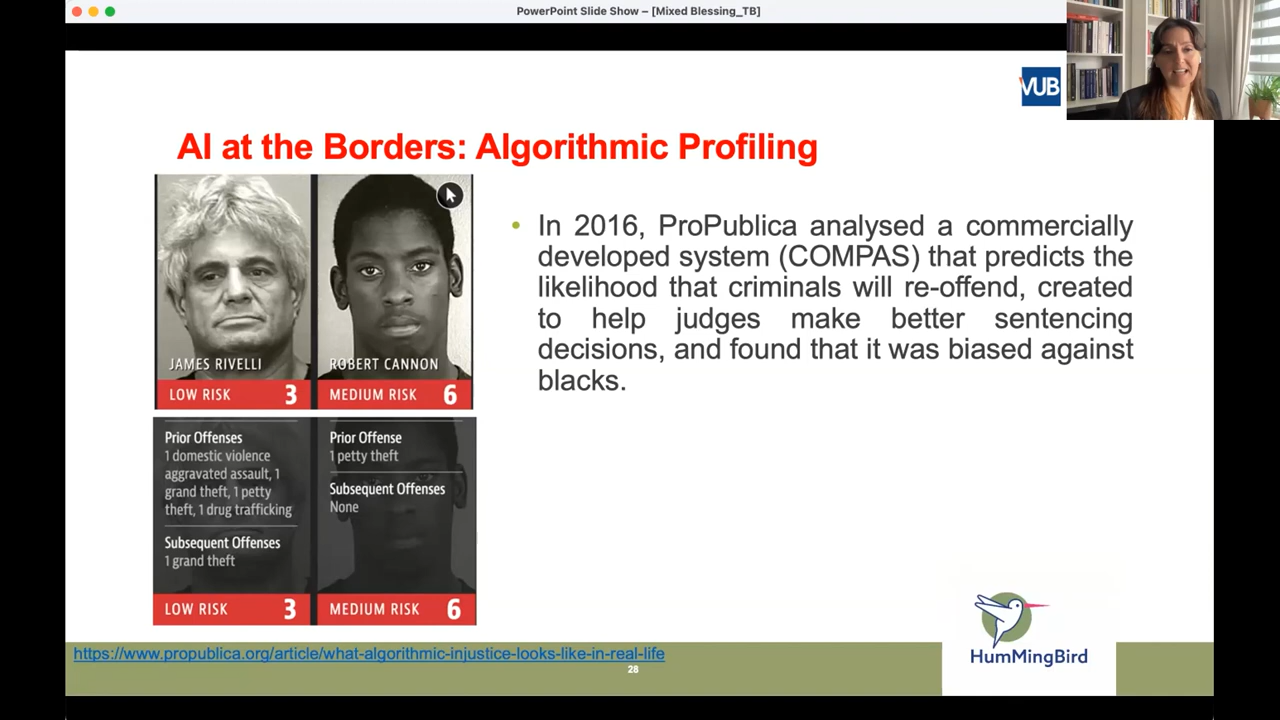 PowerPoint Slide Show – [Mixed Blessing_TB]
VUB
AI at the Borders: Algorithmic Profiling
JAMES RIVELLI
LOW RISK 3
ROBERT CANNON
MEDIUM RISK 6
Prior Offenses
1 domestic violence
aggravated assault, 1
grand theft, 1 petty
theft, 1 drug trafficking
Subsequent Offenses
1 grand theft
LOW RISK 3
Prior Offense
1 petty theft
Subsequent Offenses
None
MEDIUM RISK 6
• In 2016, ProPublica analysed a commercially
developed system (COMPAS) that predicts the
likelihood that criminals will re-offend, created
to help judges make better sentencing
decisions, and found that it was biased against
blacks.
https://www.propublica.org/article/what-algorithmic-injustice-looks-like-in-real-life
28
HumMingBird